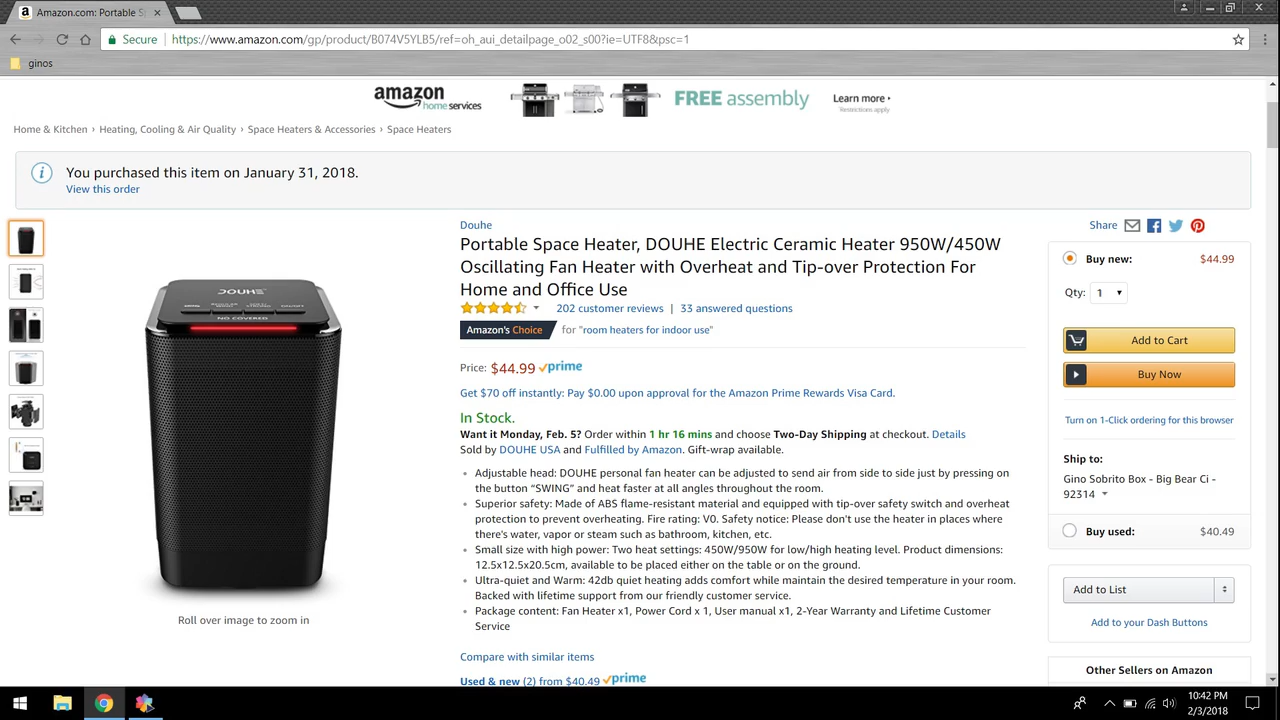 Amazon.com: Portable S
Secure
https://www.amazon.com/gp/product/B074V5YLB5/ref=oh_aui_detailpage_o02_s00?ie=UTF8&psc=1
ginos
amazon
home services
FREE assembly
Learn more ›
Restrictions apply
Home & Kitchen › Heating, Cooling & Air Quality › Space Heaters & Accessories › Space Heaters
You purchased this item on January 31, 2018.
View this order
Douhe
Share
Portable Space Heater, DOUHE Electric Ceramic Heater 950W/450W
Oscillating Fan Heater with Overheat and Tip-over Protection For
Home and Office Use
202 customer reviews | 33 answered questions
Amazon's Choice for "room heaters for indoor use"
Price: $44.99 prime
Get $70 off instantly: Pay $0.00 upon approval for the Amazon Prime Rewards Visa Card.
In Stock.
Want it Monday, Feb. 5? Order within 1 hr 16 mins and choose Two-Day Shipping at checkout. Details
Sold by DOUHE USA and Fulfilled by Amazon. Gift-wrap available.
Adjustable head: DOUHE personal fan heater can be adjusted to send air from side to side just by pressing on
the button “SWING” and heat faster at all angles throughout the room.
Superior safety: Made of ABS flame-resistant material and equipped with tip-over safety switch and overheat
protection to prevent overheating. Fire rating: V0. Safety notice: Please don't use the heater in places where
there's water, vapor or steam such as bathroom, kitchen, etc.
Small size with high power: Two heat settings: 450W/950W for low/high heating level. Product dimensions:
12.5x12.5x20.5cm, available to be placed either on the table or on the ground.
Ultra-quiet and Warm: 42db quiet heating adds comfort while maintain the desired temperature in your room.
Backed with lifetime support from our friendly customer service.
Package content: Fan Heater x1, Power Cord x 1, User manual x1, 2-Year Warranty and Lifetime Customer
Service
Compare with similar items
Used & new (2) from $40.49 prime
DOUHE
NO COVERED
Roll over image to zoom in
Buy new: $44.99
Qty: 1
Add to Cart
Buy Now
Turn on 1-Click ordering for this browser
Ship to:
Gino Sobrito Box - Big Bear Ci -
92314
Buy used: $40.49
Add to List
Add to your Dash Buttons
Other Sellers on Amazon
10:42 PM
2/3/2018